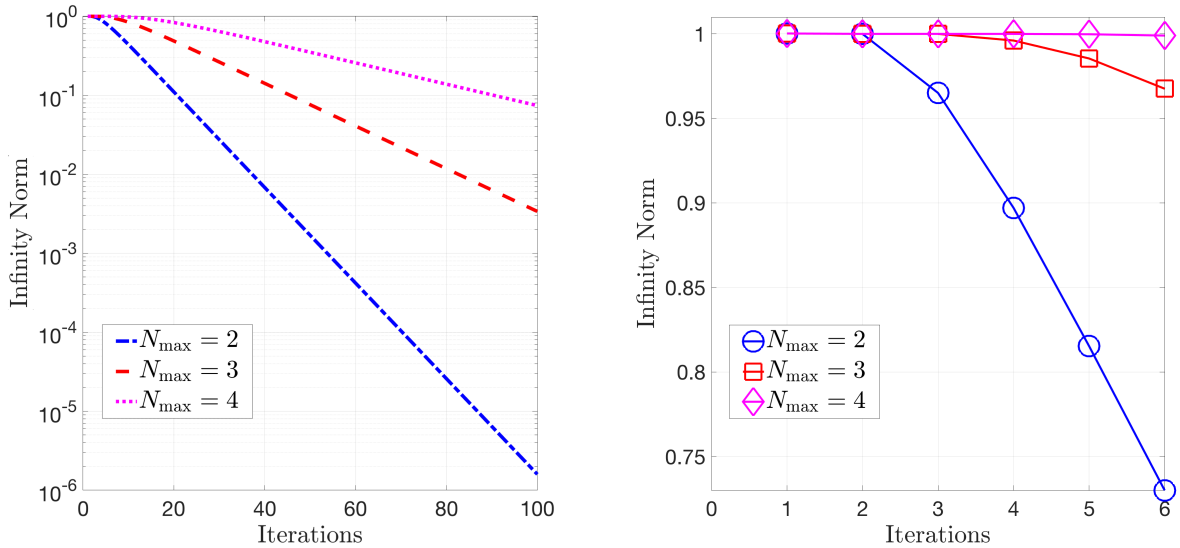 10^0
10^-1
10^-2
10^-3
10^-4
10^-5
10^-6
Infinity Norm
N_max = 2
N_max = 3
N_max = 4
0 20 40 60 80 100
Iterations
1
0.95
0.9
0.85
0.8
0.75
Infinity Norm
N_max = 2
N_max = 3
N_max = 4
0 1 2 3 4 5 6
Iterations